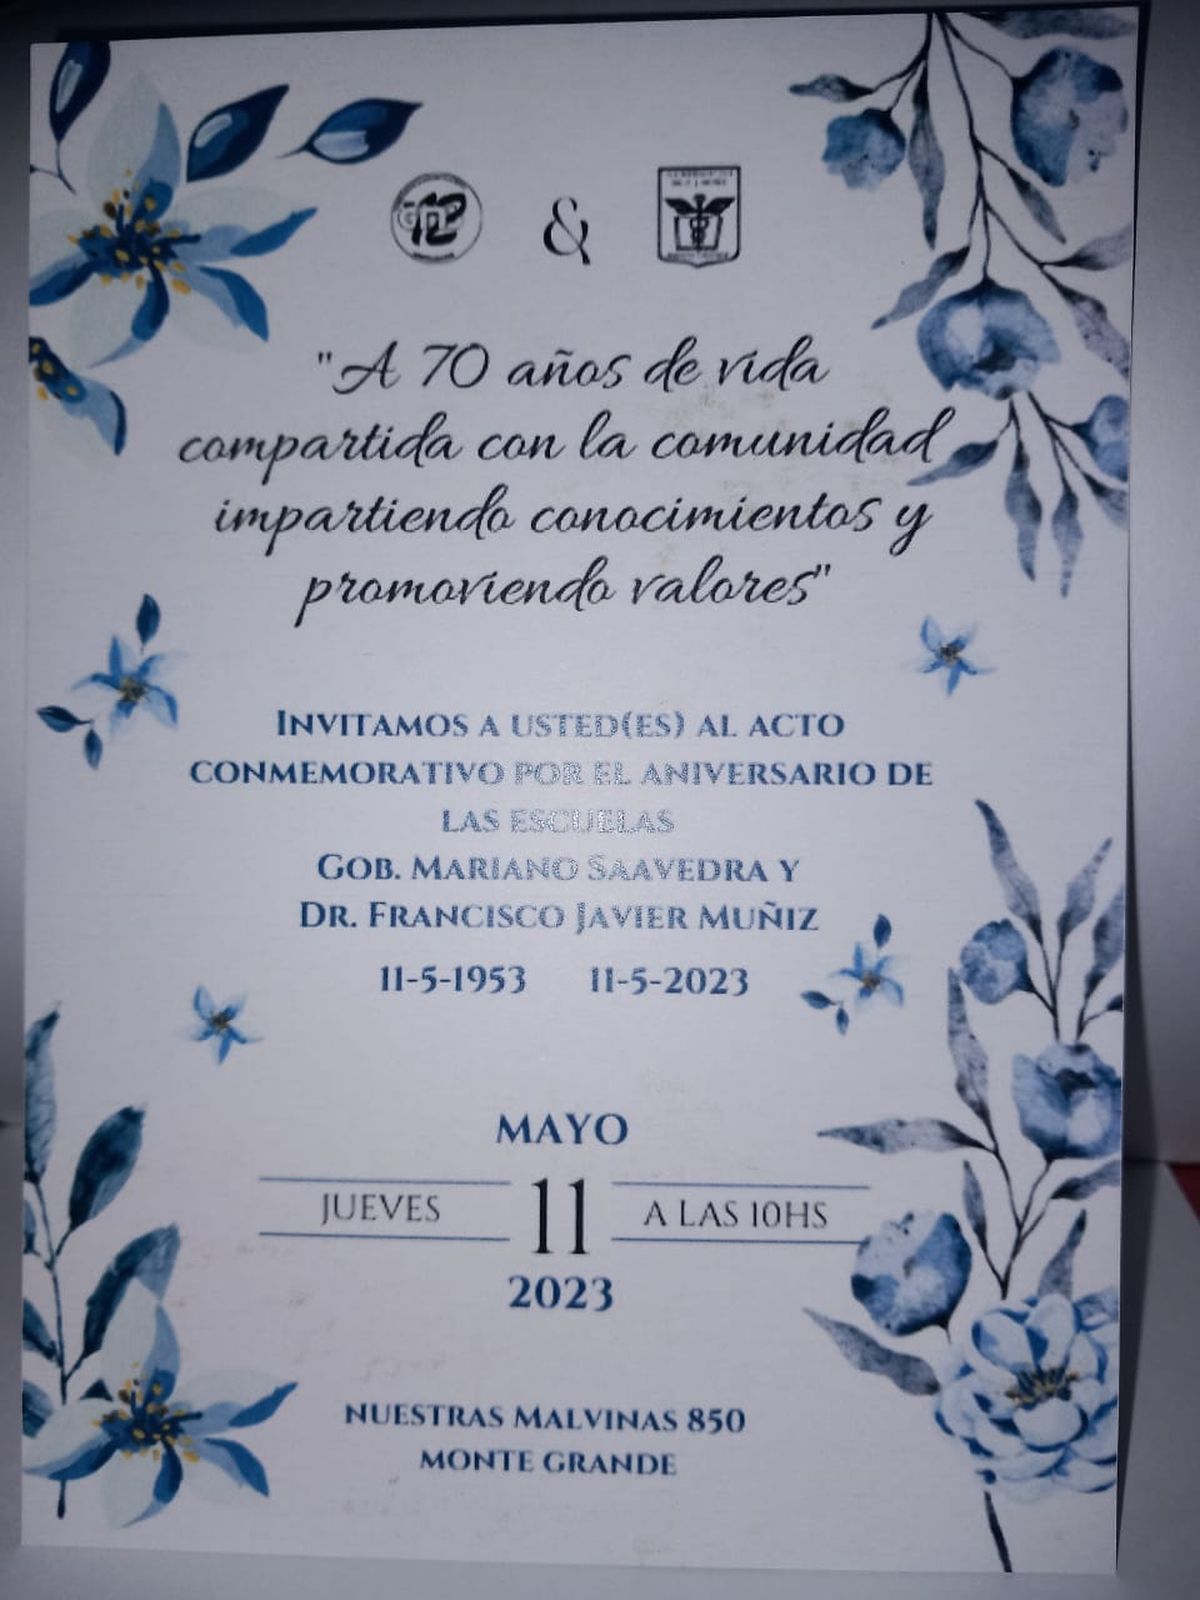 &
"A 70 años de vida
compartida con la comunidad
impartiendo conocimientos y
promoviendo valores"
INVITAMOS A USTED(ES) AL ACTO
CONMEMORATIVO POR EL ANIVERSARIO DE
LAS ESCUELAS
GOB. MARIANO SAAVEDRA Y
DR. FRANCISCO JAVIER MUÑIZ
11-5-1953 11-5-2023
MAYO
JUEVES 11 A LAS 10HS
2023
NUESTRAS MALVINAS 850
MONTE GRANDE